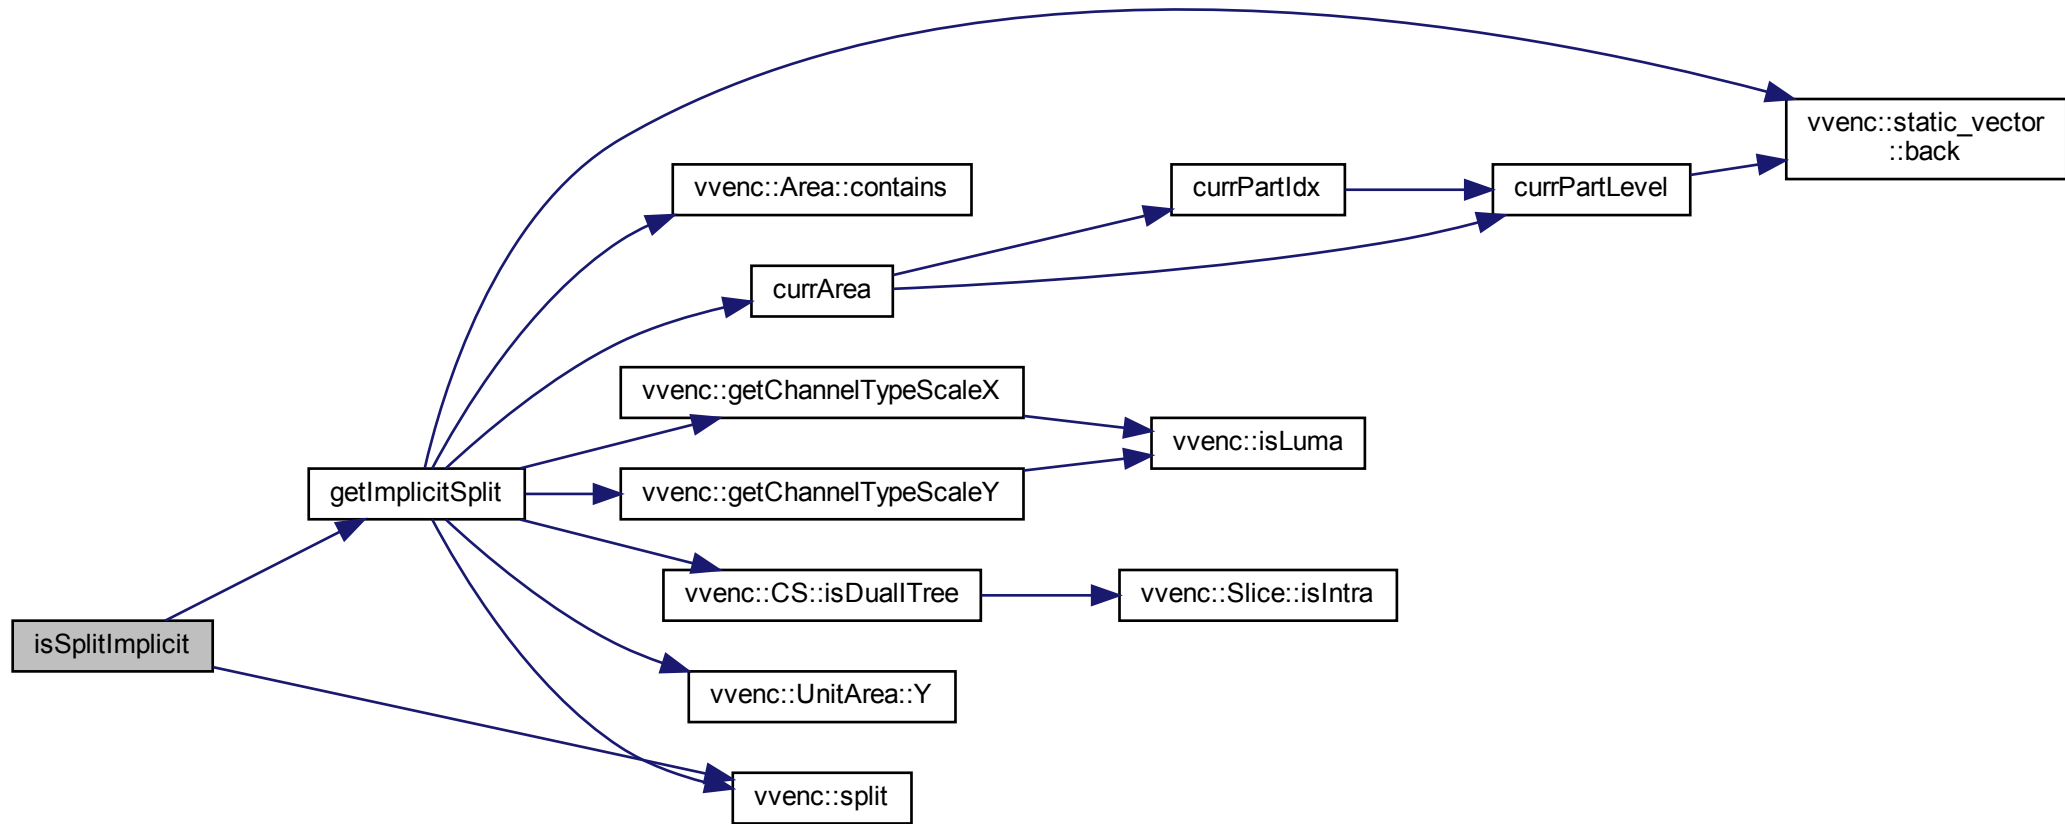 vvenc::static_vector
::back
vvenc::Area::contains
currPartIdx
currPartLevel
currArea
vvenc::getChannelTypeScaleX
vvenc::isLuma
getImplicitSplit
vvenc::getChannelTypeScaleY
vvenc::CS::isDualITree
vvenc::Slice::isIntra
isSplitImplicit
vvenc::UnitArea::Y
vvenc::split